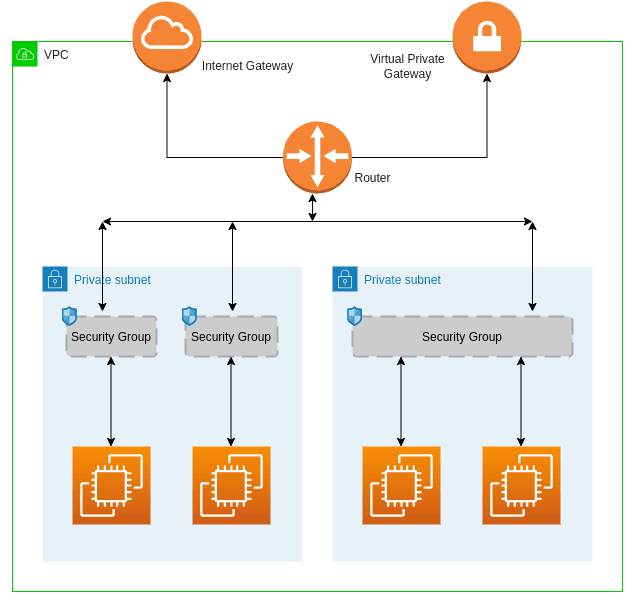 VPC
Internet Gateway
Virtual Private
Gateway
Router
Private subnet
Private subnet
Security Group
Security Group
Security Group